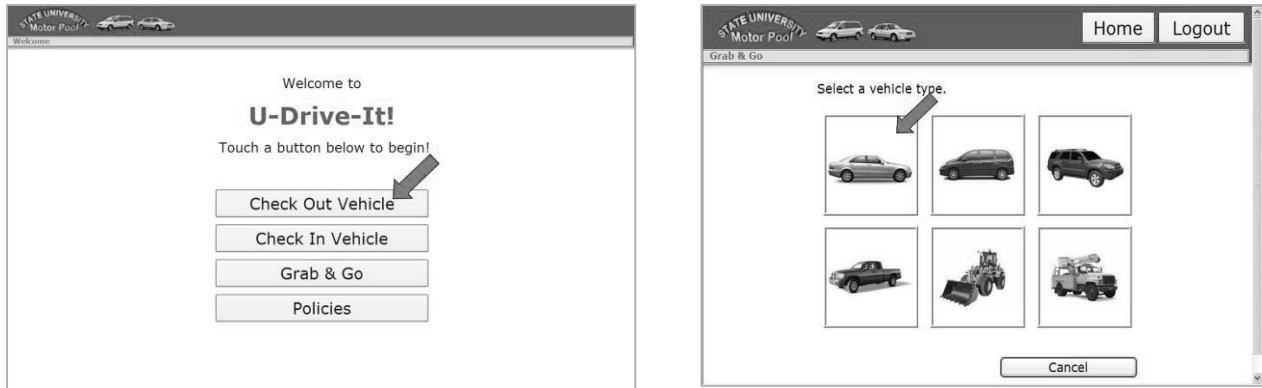 STATE UNIVERSITY
Motor Pool
Welcome
Welcome to
U-Drive-It!
Touch a button below to begin!
Check Out Vehicle
Check In Vehicle
Grab & Go
Policies
STATE UNIVERSITY
Motor Pool
Home
Logout
Grab & Go
Select a vehicle type.
Cancel